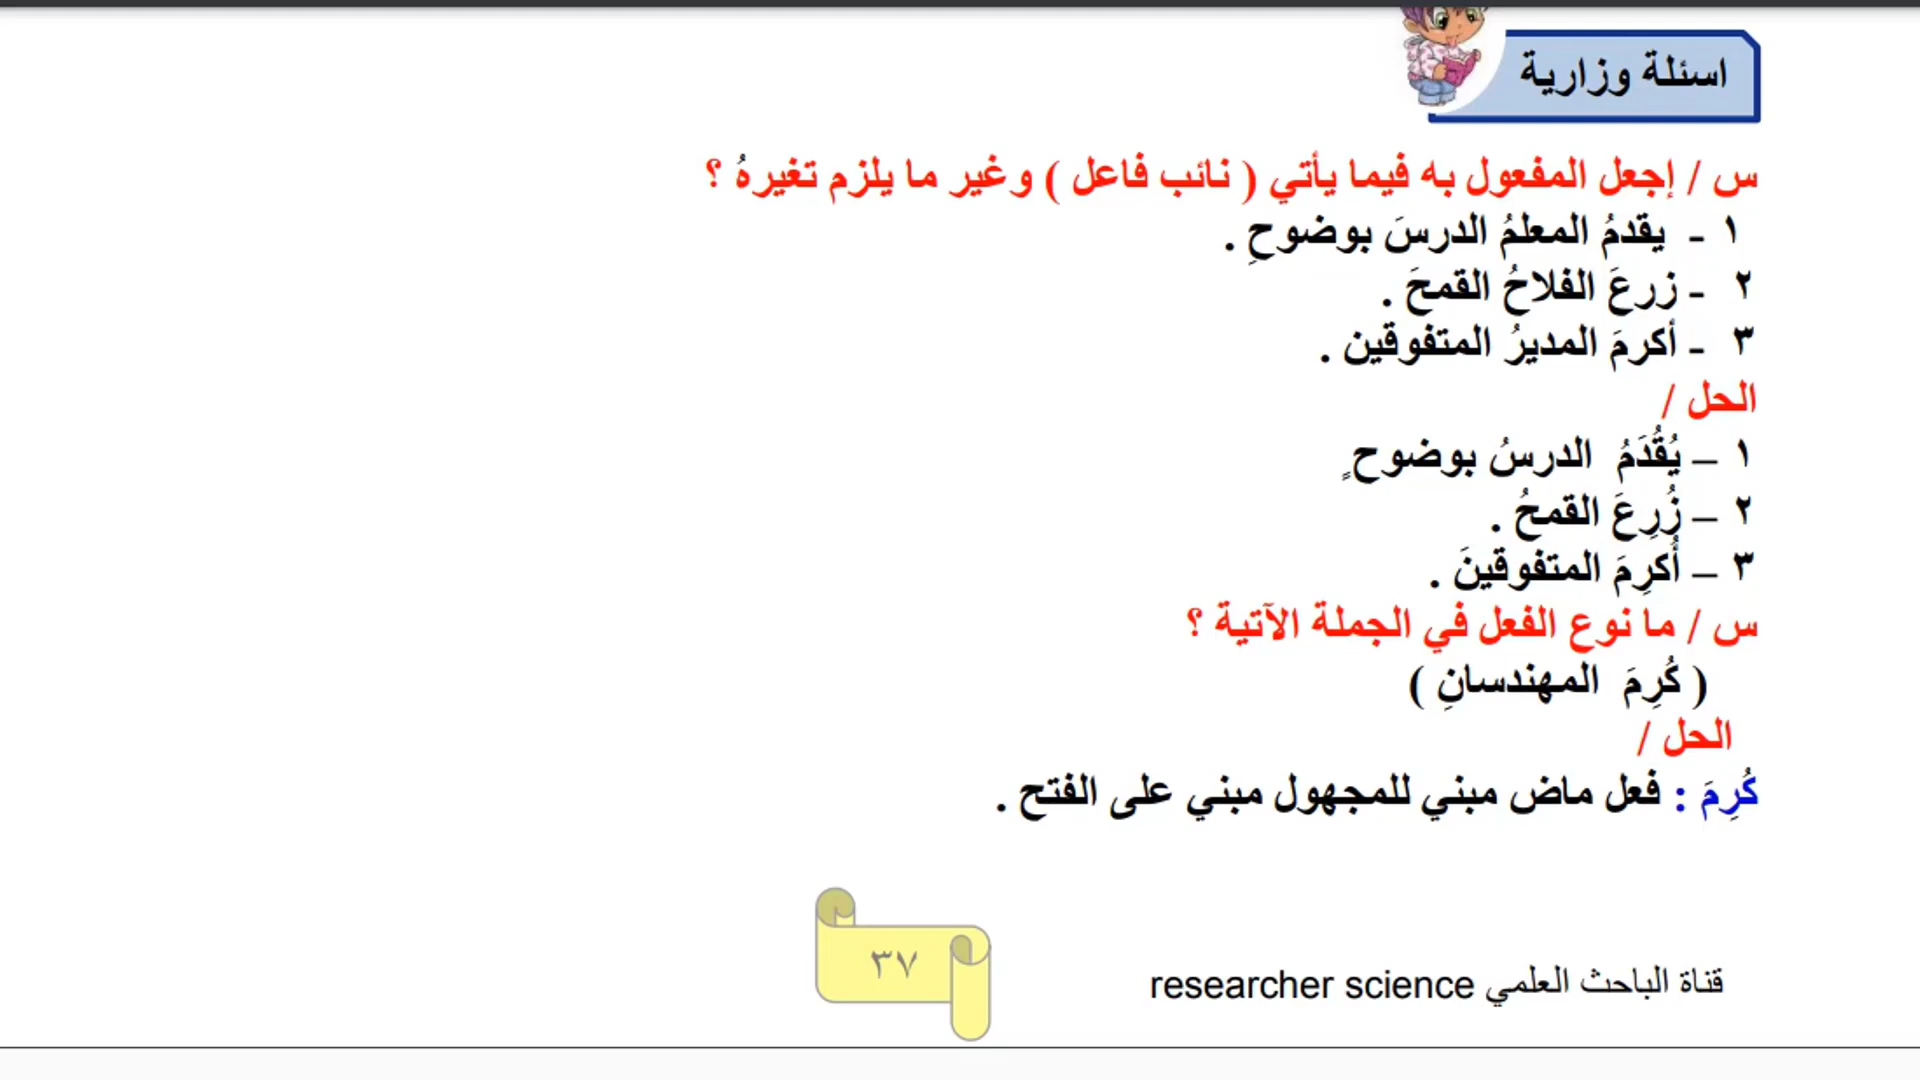 اسئلة وزارية
س / إجعل المفعول به فيما يأتي ( نائب فاعل ) وغير ما يلزم تغيرهُ ؟
١ - يقدمُ المعلمُ الدرسَ بوضوحِ .
٢ - زرعَ الفلاحُ القمحَ .
٣ - أكرمَ المديرُ المتفوقين .
الحل /
١ – يُقُدَمُ الدرسُ بوضوحٍ
٢ – زُرِعَ القمحُ .
٣ – أُكرِمَ المتفوقينَ .
س / ما نوع الفعل في الجملة الآتية ؟
( كُرِمَ المهندسانِ )
الحل /
كُرِمَ : فعل ماض مبني للمجهول مبني على الفتح .
٣٧
قناة الباحث العلمي researcher science